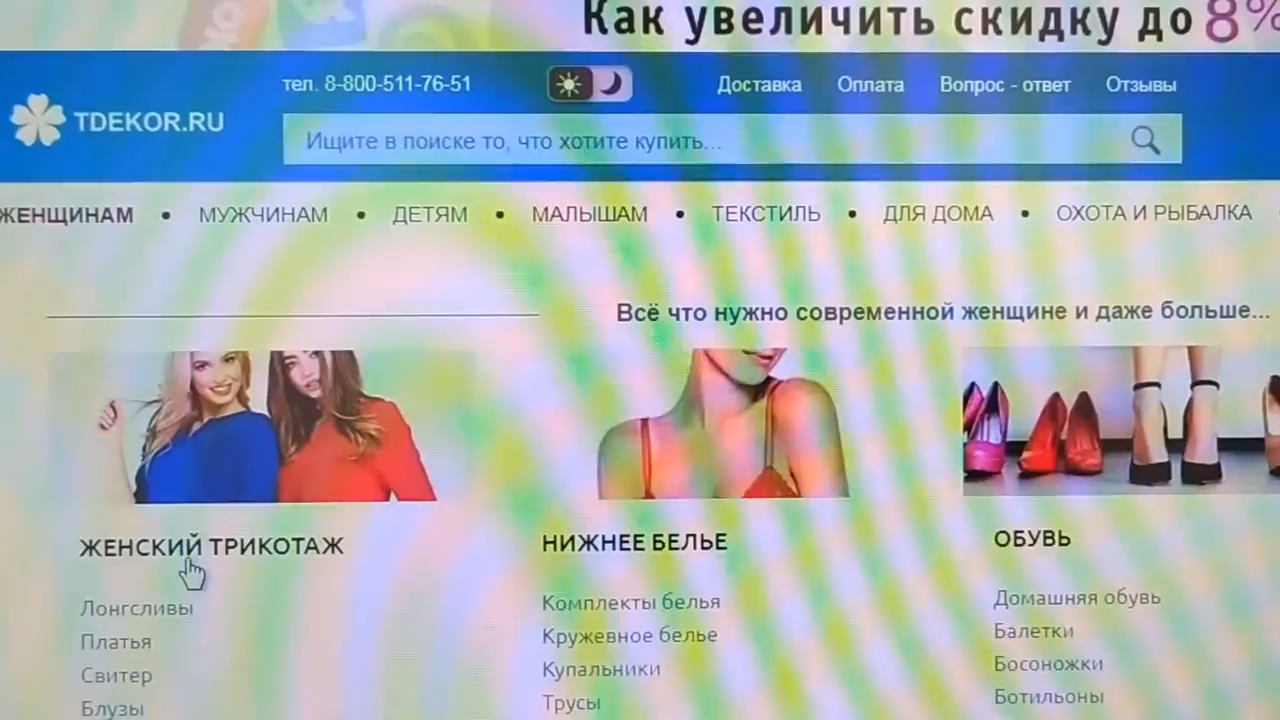 Как увеличить скидку до 8%
тел. 8-800-511-76-51
Доставка Оплата Вопрос - ответ Отзывы
TDEKOR.RU
Ищите в поиске то, что хотите купить...
ЖЕНЩИНАМ • МУЖЧИНАМ • ДЕТЯМ • МАЛЫШАМ • ТЕКСТИЛЬ • ДЛЯ ДОМА • ОХОТА И РЫБАЛКА
Всё что нужно современной женщине и даже больше...
ЖЕНСКИЙ ТРИКОТАЖ
Лонгсливы
Платья
Свитер
Блузы
НИЖНЕЕ БЕЛЬЕ
Комплекты белья
Кружевное белье
Купальники
Трусы
ОБУВЬ
Домашняя обувь
Балетки
Босоножки
Ботильоны